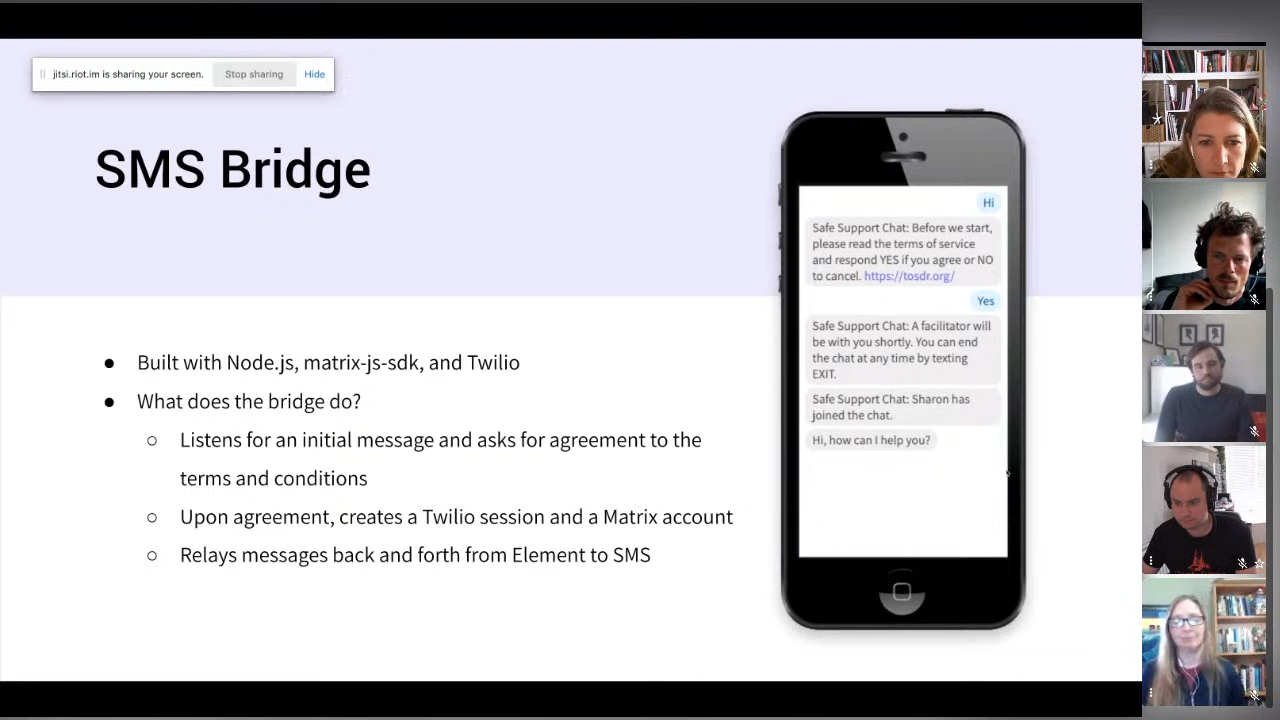 jitsi.riot.im is sharing your screen.
Stop sharing
Hide
SMS Bridge
● Built with Node.js, matrix-js-sdk, and Twilio
● What does the bridge do?
○ Listens for an initial message and asks for agreement to the
terms and conditions
○ Upon agreement, creates a Twilio session and a Matrix account
○ Relays messages back and forth from Element to SMS
Hi
Safe Support Chat: Before we start,
please read the terms of service
and respond YES if you agree or NO
to cancel. https://tosdr.org/
Yes
Safe Support Chat: A facilitator will
be with you shortly. You can end
the chat at any time by texting
EXIT.
Safe Support Chat: Sharon has
joined the chat.
Hi, how can I help you?